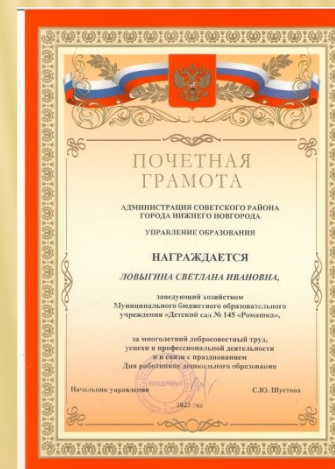 ПОЧЕТНАЯ
ГРАМОТА
АДМИНИСТРАЦИЯ СОВЕТСКОГО РАЙОНА
ГОРОДА НИЖНЕГО НОВГОРОДА
УПРАВЛЕНИЕ ОБРАЗОВАНИЯ
НАГРАЖДАЕТСЯ
ЛОВЫГИНА СВЕТЛАНА ИВАНОВНА,
заведующий хозяйством
Муниципального бюджетного образовательного
учреждения «Детский сад № 145 «Ромашка»,
за многолетний добросовестный труд,
успехи в профессиональной деятельности
и в связи с празднованием
Дня работника дошкольного образования
Начальник управления С.Ю. Шустова
2023 год